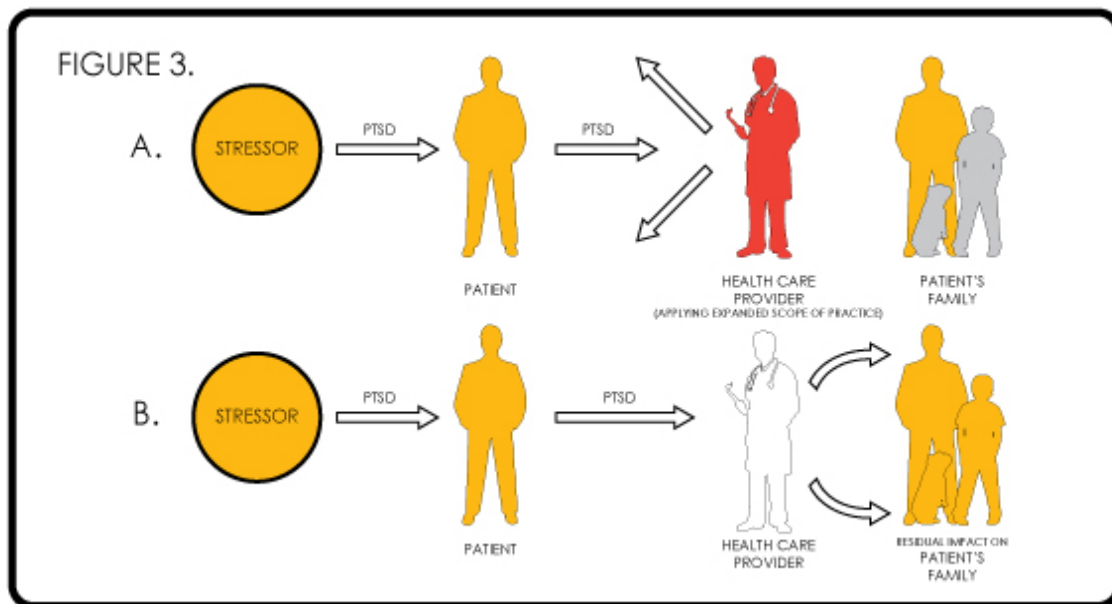 FIGURE 3.
A.
STRESSOR
PTSD
PATIENT
PTSD
HEALTH CARE
PROVIDER
(APPLYING EXPANDED SCOPE OF PRACTICE)
PATIENT'S
FAMILY
B.
STRESSOR
PTSD
PATIENT
PTSD
HEALTH CARE
PROVIDER
RESIDUAL IMPACT ON
PATIENT'S
FAMILY